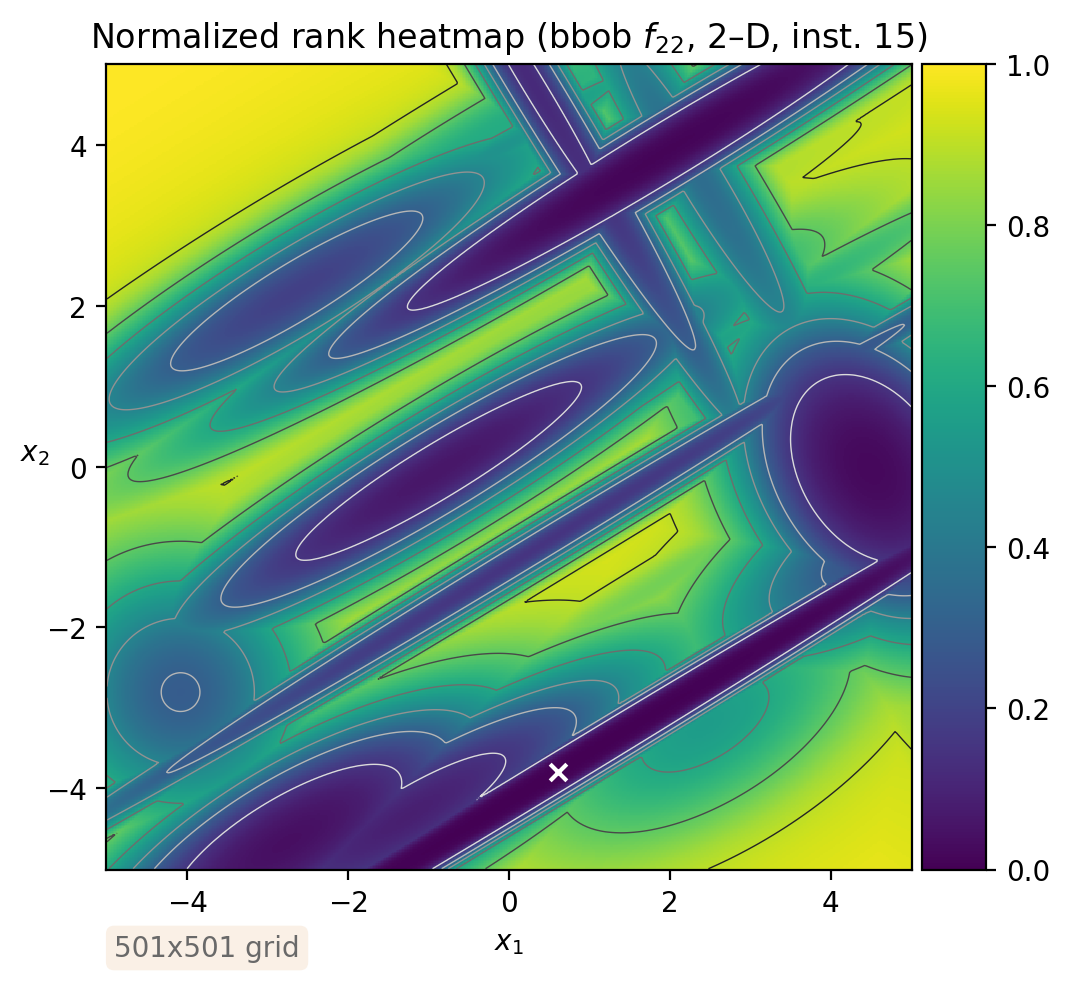 Normalized rank heatmap (bbob f22, 2–D, inst. 15)
1.0
0.8
0.6
0.4
0.2
0.0
4
2
0
−2
−4
x2
−4 −2 0 2 4
x1
501x501 grid